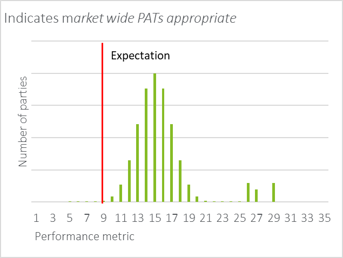 Indicates market wide PATs appropriate
Expectation
Number of parties
1 3 5 7 9 11 13 15 17 19 21 23 25 27 29 31 33 35
Performance metric